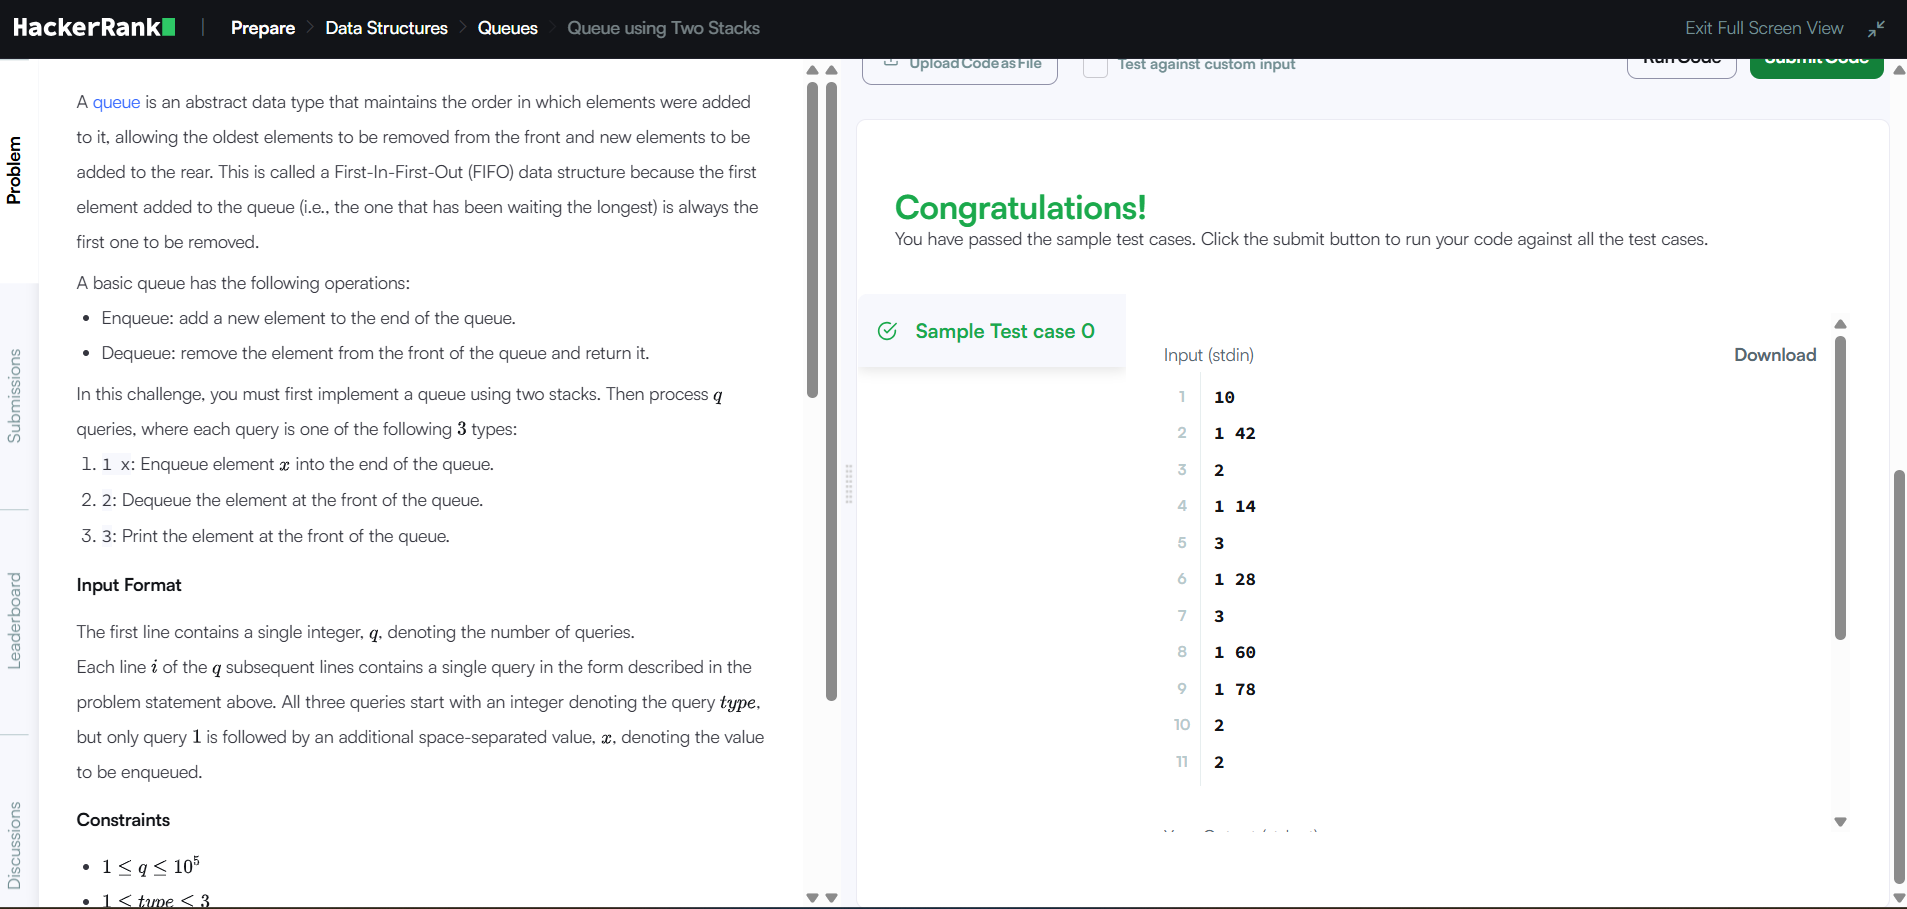 HackerRank
Prepare
Data Structures
Queues
Queue using Two Stacks
Exit Full Screen View
Problem
Submissions
Leaderboard
Discussions
A queue is an abstract data type that maintains the order in which elements were added
to it, allowing the oldest elements to be removed from the front and new elements to be
added to the rear. This is called a First-In-First-Out (FIFO) data structure because the first
element added to the queue (i.e., the one that has been waiting the longest) is always the
first one to be removed.
A basic queue has the following operations:
• Enqueue: add a new element to the end of the queue.
• Dequeue: remove the element from the front of the queue and return it.
In this challenge, you must first implement a queue using two stacks. Then process q
queries, where each query is one of the following 3 types:
1. 1 x: Enqueue element x into the end of the queue.
2. 2: Dequeue the element at the front of the queue.
3. 3: Print the element at the front of the queue.
Input Format
The first line contains a single integer, q, denoting the number of queries.
Each line i of the q subsequent lines contains a single query in the form described in the
problem statement above. All three queries start with an integer denoting the query type,
but only query 1 is followed by an additional space-separated value, x, denoting the value
to be enqueued.
Constraints
• 1 ≤ q ≤ 10⁵
• 1 ≤ type ≤ 3
Upload Code as File
Test against custom input
Run Code
Submit Code
Congratulations!
You have passed the sample test cases. Click the submit button to run your code against all the test cases.
Sample Test case 0
Input (stdin)
Download
1 10
2 1 42
3 2
4 1 14
5 3
6 1 28
7 3
8 1 60
9 1 78
10 2
11 2